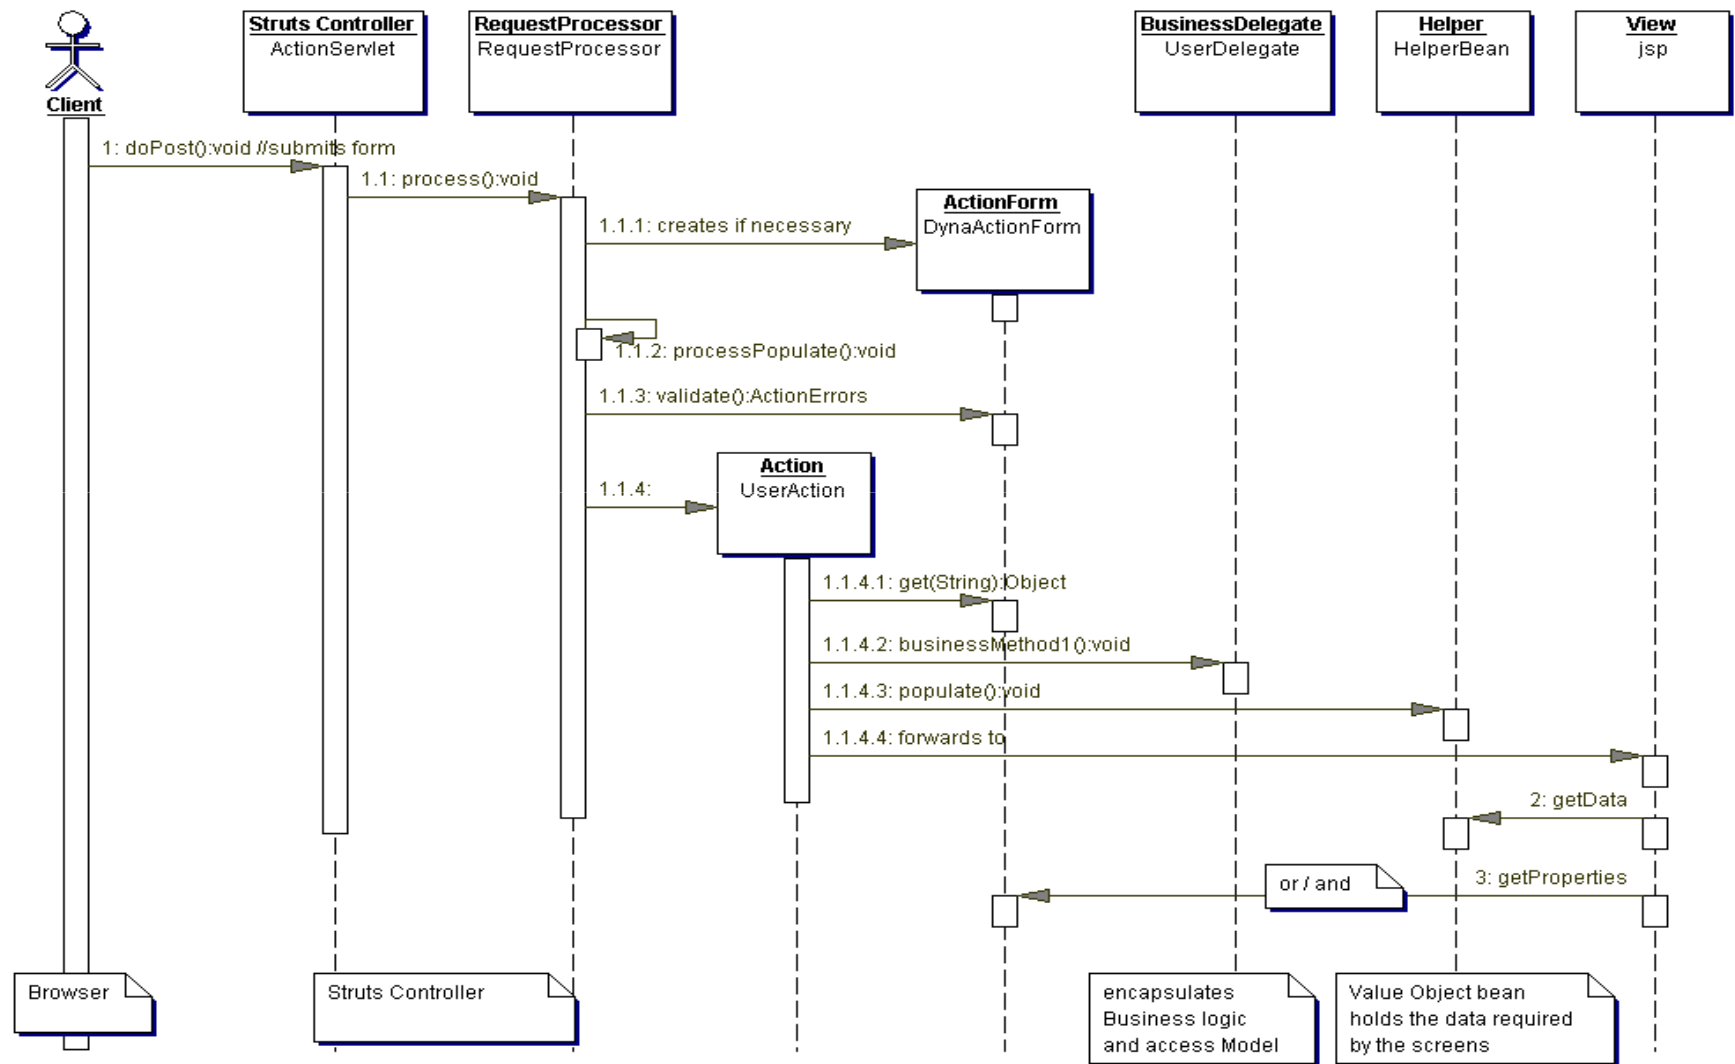 Client
Struts Controller
ActionServlet
RequestProcessor
RequestProcessor
BusinessDelegate
UserDelegate
Helper
HelperBean
View
jsp
1: doPost():void //submits form
1.1: process():void
ActionForm
DynaActionForm
1.1.1: creates if necessary
1.1.2: processPopulate():void
1.1.3: validate():ActionErrors
Action
UserAction
1.1.4:
1.1.4.1: get(String):Object
1.1.4.2: businessMethod1():void
1.1.4.3: populate():void
1.1.4.4: forwards to
2: getData
or / and
3: getProperties
Browser
Struts Controller
encapsulates
Business logic
and access Model
Value Object bean
holds the data required
by the screens